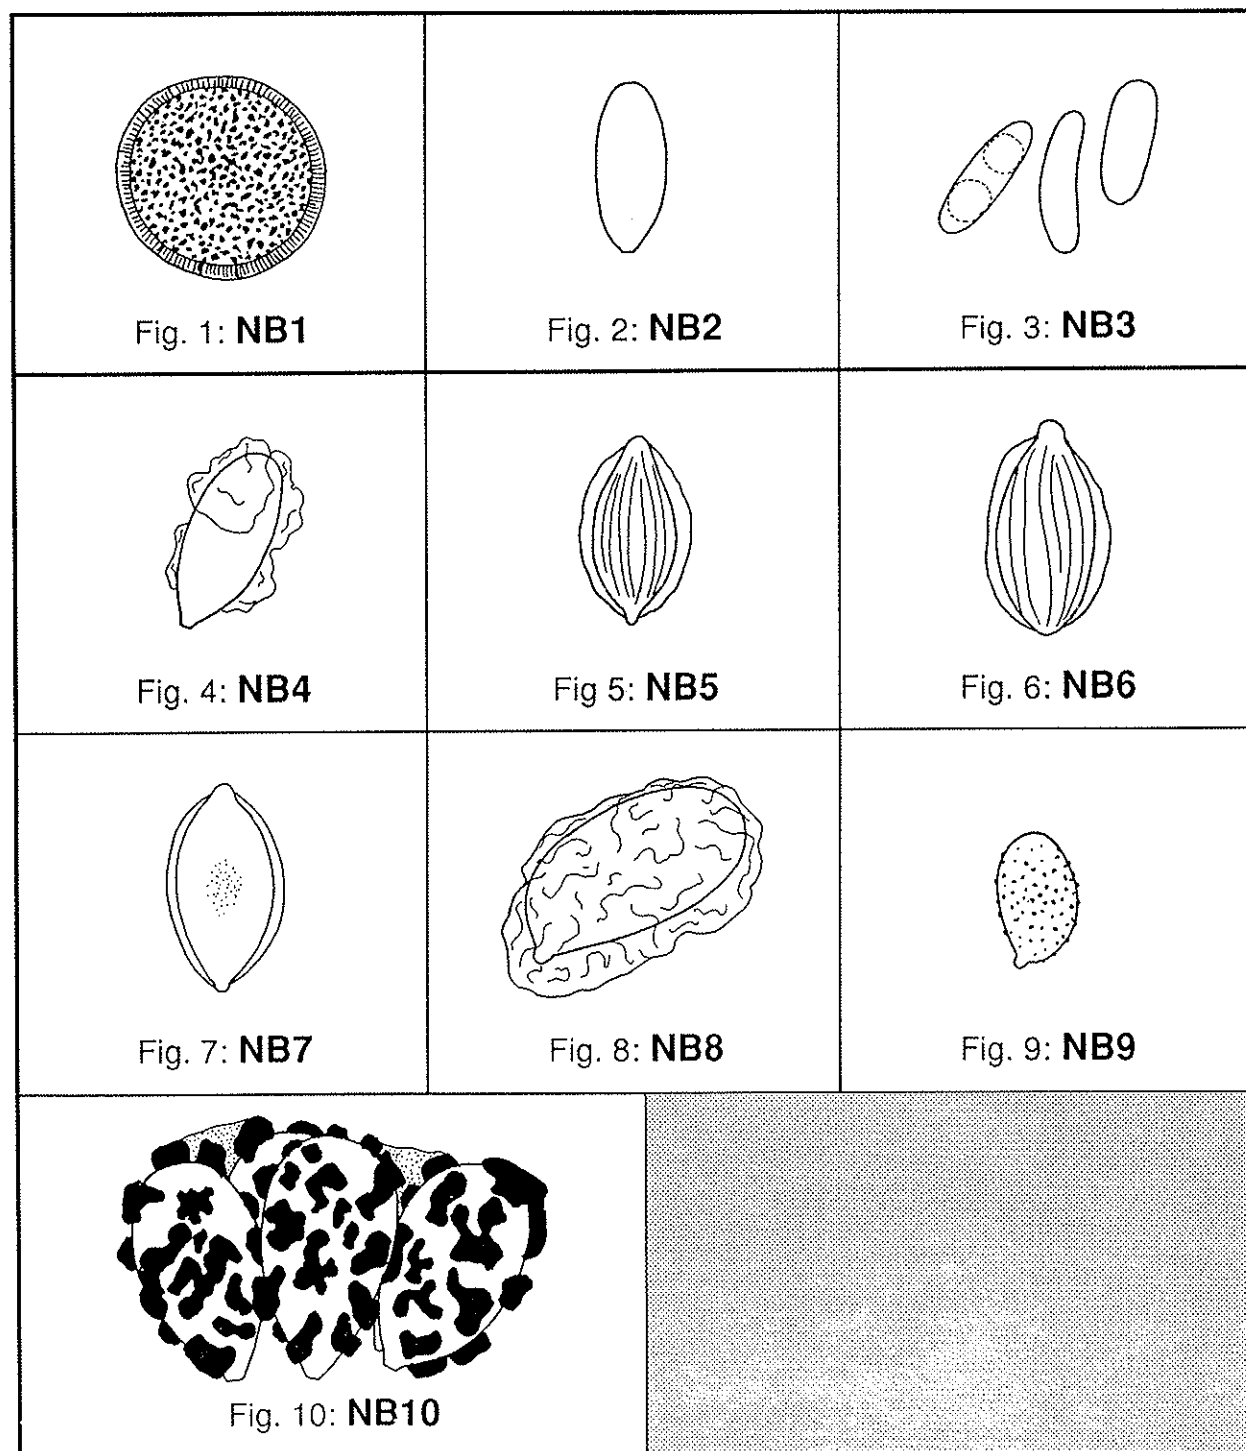 Fig. 1: NB1
Fig. 2: NB2
Fig. 3: NB3
Fig. 4: NB4
Fig 5: NB5
Fig. 6: NB6
Fig. 7: NB7
Fig. 8: NB8
Fig. 9: NB9
Fig. 10: NB10